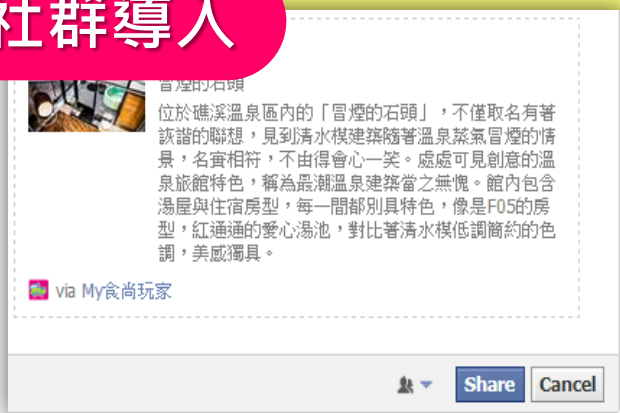 社群導入
冒煙的石頭
位於礁溪溫泉區內的「冒煙的石頭」，不僅取名有著
詼諧的聯想，見到清水模建築隨著溫泉蒸氣冒煙的情
景，名實相符，不由得會心一笑。處處可見創意的溫
泉旅館特色，稱為最潮溫泉建築當之無愧。館內包含
湯屋與住宿房型，每一間都別具特色，像是F05的房
型，紅通通的愛心湯池，對比著清水模低調簡約的色
調，美感獨具。
via My食尚玩家
Share Cancel